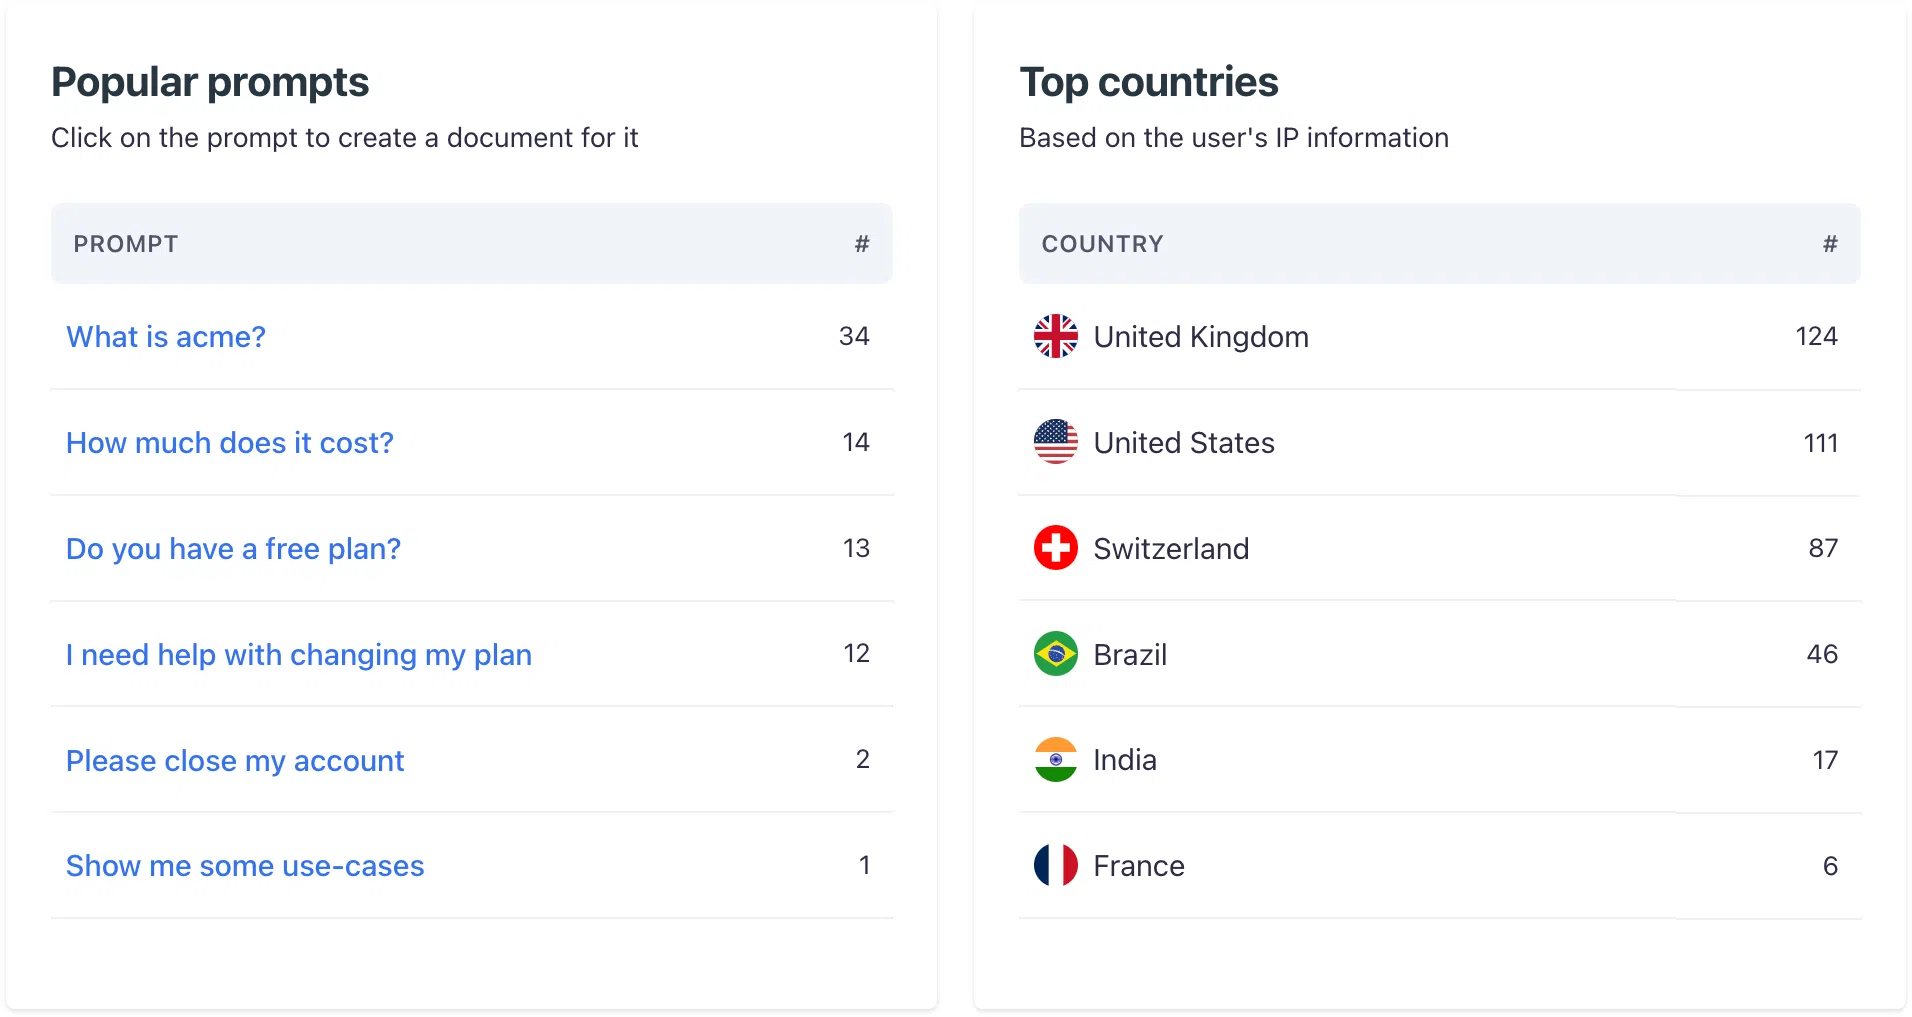 Popular prompts
Click on the prompt to create a document for it
PROMPT #
What is acme? 34
How much does it cost? 14
Do you have a free plan? 13
I need help with changing my plan 12
Please close my account 2
Show me some use-cases 1
Top countries
Based on the user's IP information
COUNTRY #
United Kingdom 124
United States 111
Switzerland 87
Brazil 46
India 17
France 6